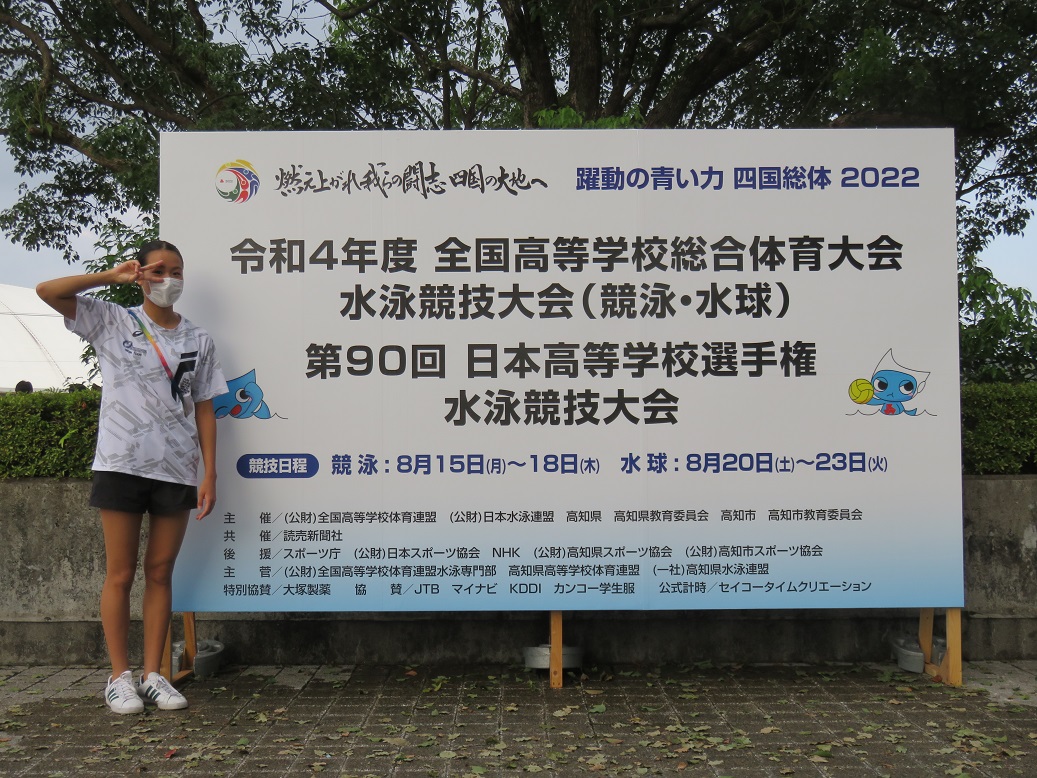 燃え上がれ我らの闘志 四国の大地へ 躍動の青い力 四国総体 2022
令和4年度 全国高等学校総合体育大会
水泳競技大会(競泳・水球)
第90回 日本高等学校選手権
水泳競技大会
競技日程 競泳:8月15日(月)〜18日(木) 水球:8月20日(土)〜23日(火)
主 催/(公財)全国高等学校体育連盟 (公財)日本水泳連盟 高知県 高知県教育委員会 高知市 高知市教育委員会
共 催/読売新聞社
後 援/スポーツ庁 (公財)日本スポーツ協会 NHK (公財)高知県スポーツ協会 (公財)高知市スポーツ協会
主 菅/(公財)全国高等学校体育連盟水泳専門部 高知県高等学校体育連盟 (一社)高知県水泳連盟
特別協賛/大塚製薬 協 賛/JTB マイナビ KDDI カンコー学生服 公式計時/セイコータイムクリエーション